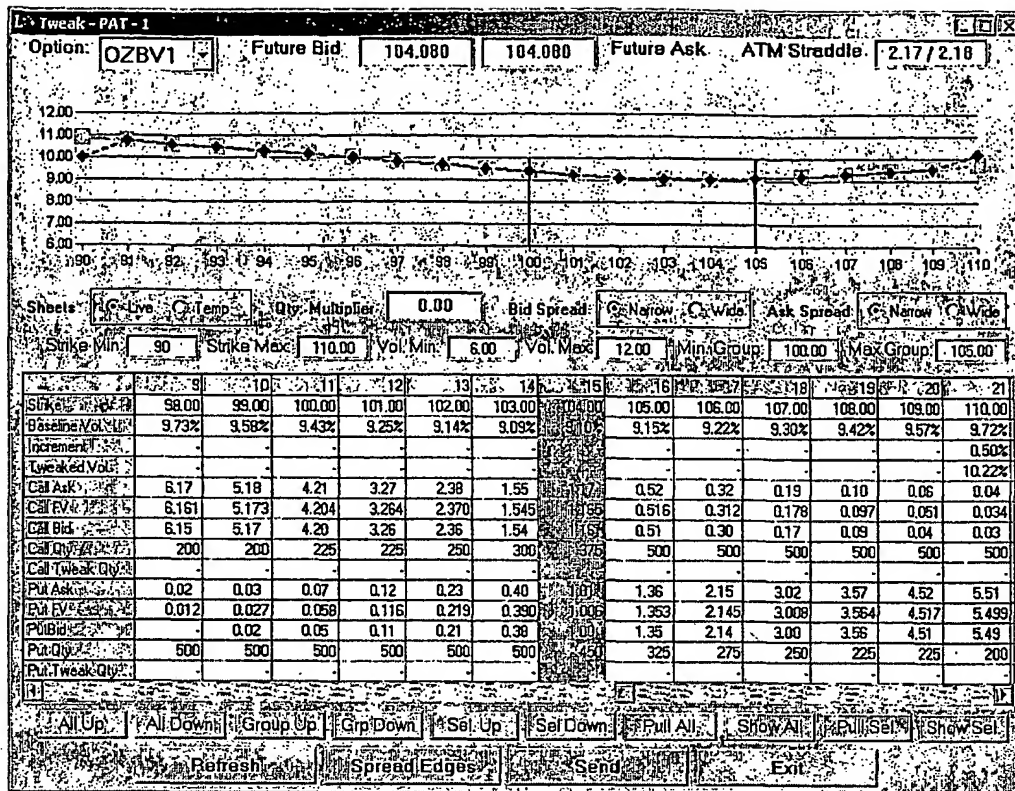 Tweak - PAT - 1
Option: OZBV1 Future Bid 104.080 104.080 Future Ask ATM Straddle 2.17 / 2.18
12.00
11.00
10.00
9.00
8.00
7.00
6.00
90 91 92 93 94 95 96 97 98 99 100 101 102 103 104 105 106 107 108 109 110
Sheets Live Temp Qty. Multiplier 0.00 Bid Spread Narrow Wide Ask Spread Narrow Wide
Strike Min 90 Strike Max 110.00 Vol. Min 6.00 Vol. Max 12.00 Min Group 100.00 Max Group 105.00
9 10 11 12 13 14 15 16 17 18 19 20 21
Strike 98.00 99.00 100.00 101.00 102.00 103.00 104.00 105.00 106.00 107.00 108.00 109.00 110.00
Baseline Vol. 9.73% 9.58% 9.43% 9.25% 9.14% 9.09% 9.15% 9.22% 9.30% 9.42% 9.57% 9.72%
Increment - - - - - - - - - - - 0.50%
Tweaked Vol. - - - - - - - - - - - 10.22%
Call Ask 6.17 5.18 4.21 3.27 2.38 1.55 0.52 0.32 0.19 0.10 0.06 0.04
Call FV 6.161 5.173 4.204 3.264 2.370 1.545 0.516 0.312 0.178 0.097 0.051 0.034
Call Bid 6.15 5.17 4.20 3.26 2.36 1.54 0.51 0.30 0.17 0.09 0.04 0.03
Call Qty 200 200 225 225 250 300 375 500 500 500 500 500 500
Call Tweak Qty. - - - - - - - - - - - -
Put Ask 0.02 0.03 0.07 0.12 0.23 0.40 1.36 2.15 3.02 3.57 4.52 5.51
Put FV 0.012 0.027 0.058 0.116 0.219 0.390 1.006 1.353 2.145 3.008 3.564 4.517 5.499
Put Bid - 0.02 0.05 0.11 0.21 0.38 1.35 2.14 3.00 3.56 4.51 5.49
Put Qty 500 500 500 500 500 500 450 325 275 250 225 225 200
Put Tweak Qty. - - - - - - - - - - - -
All Up All Down Group Up Grp Down Sel. Up Sel Down Pull All Show All Pull Sel Show Sel
Refresh Spread Edges Send Exit